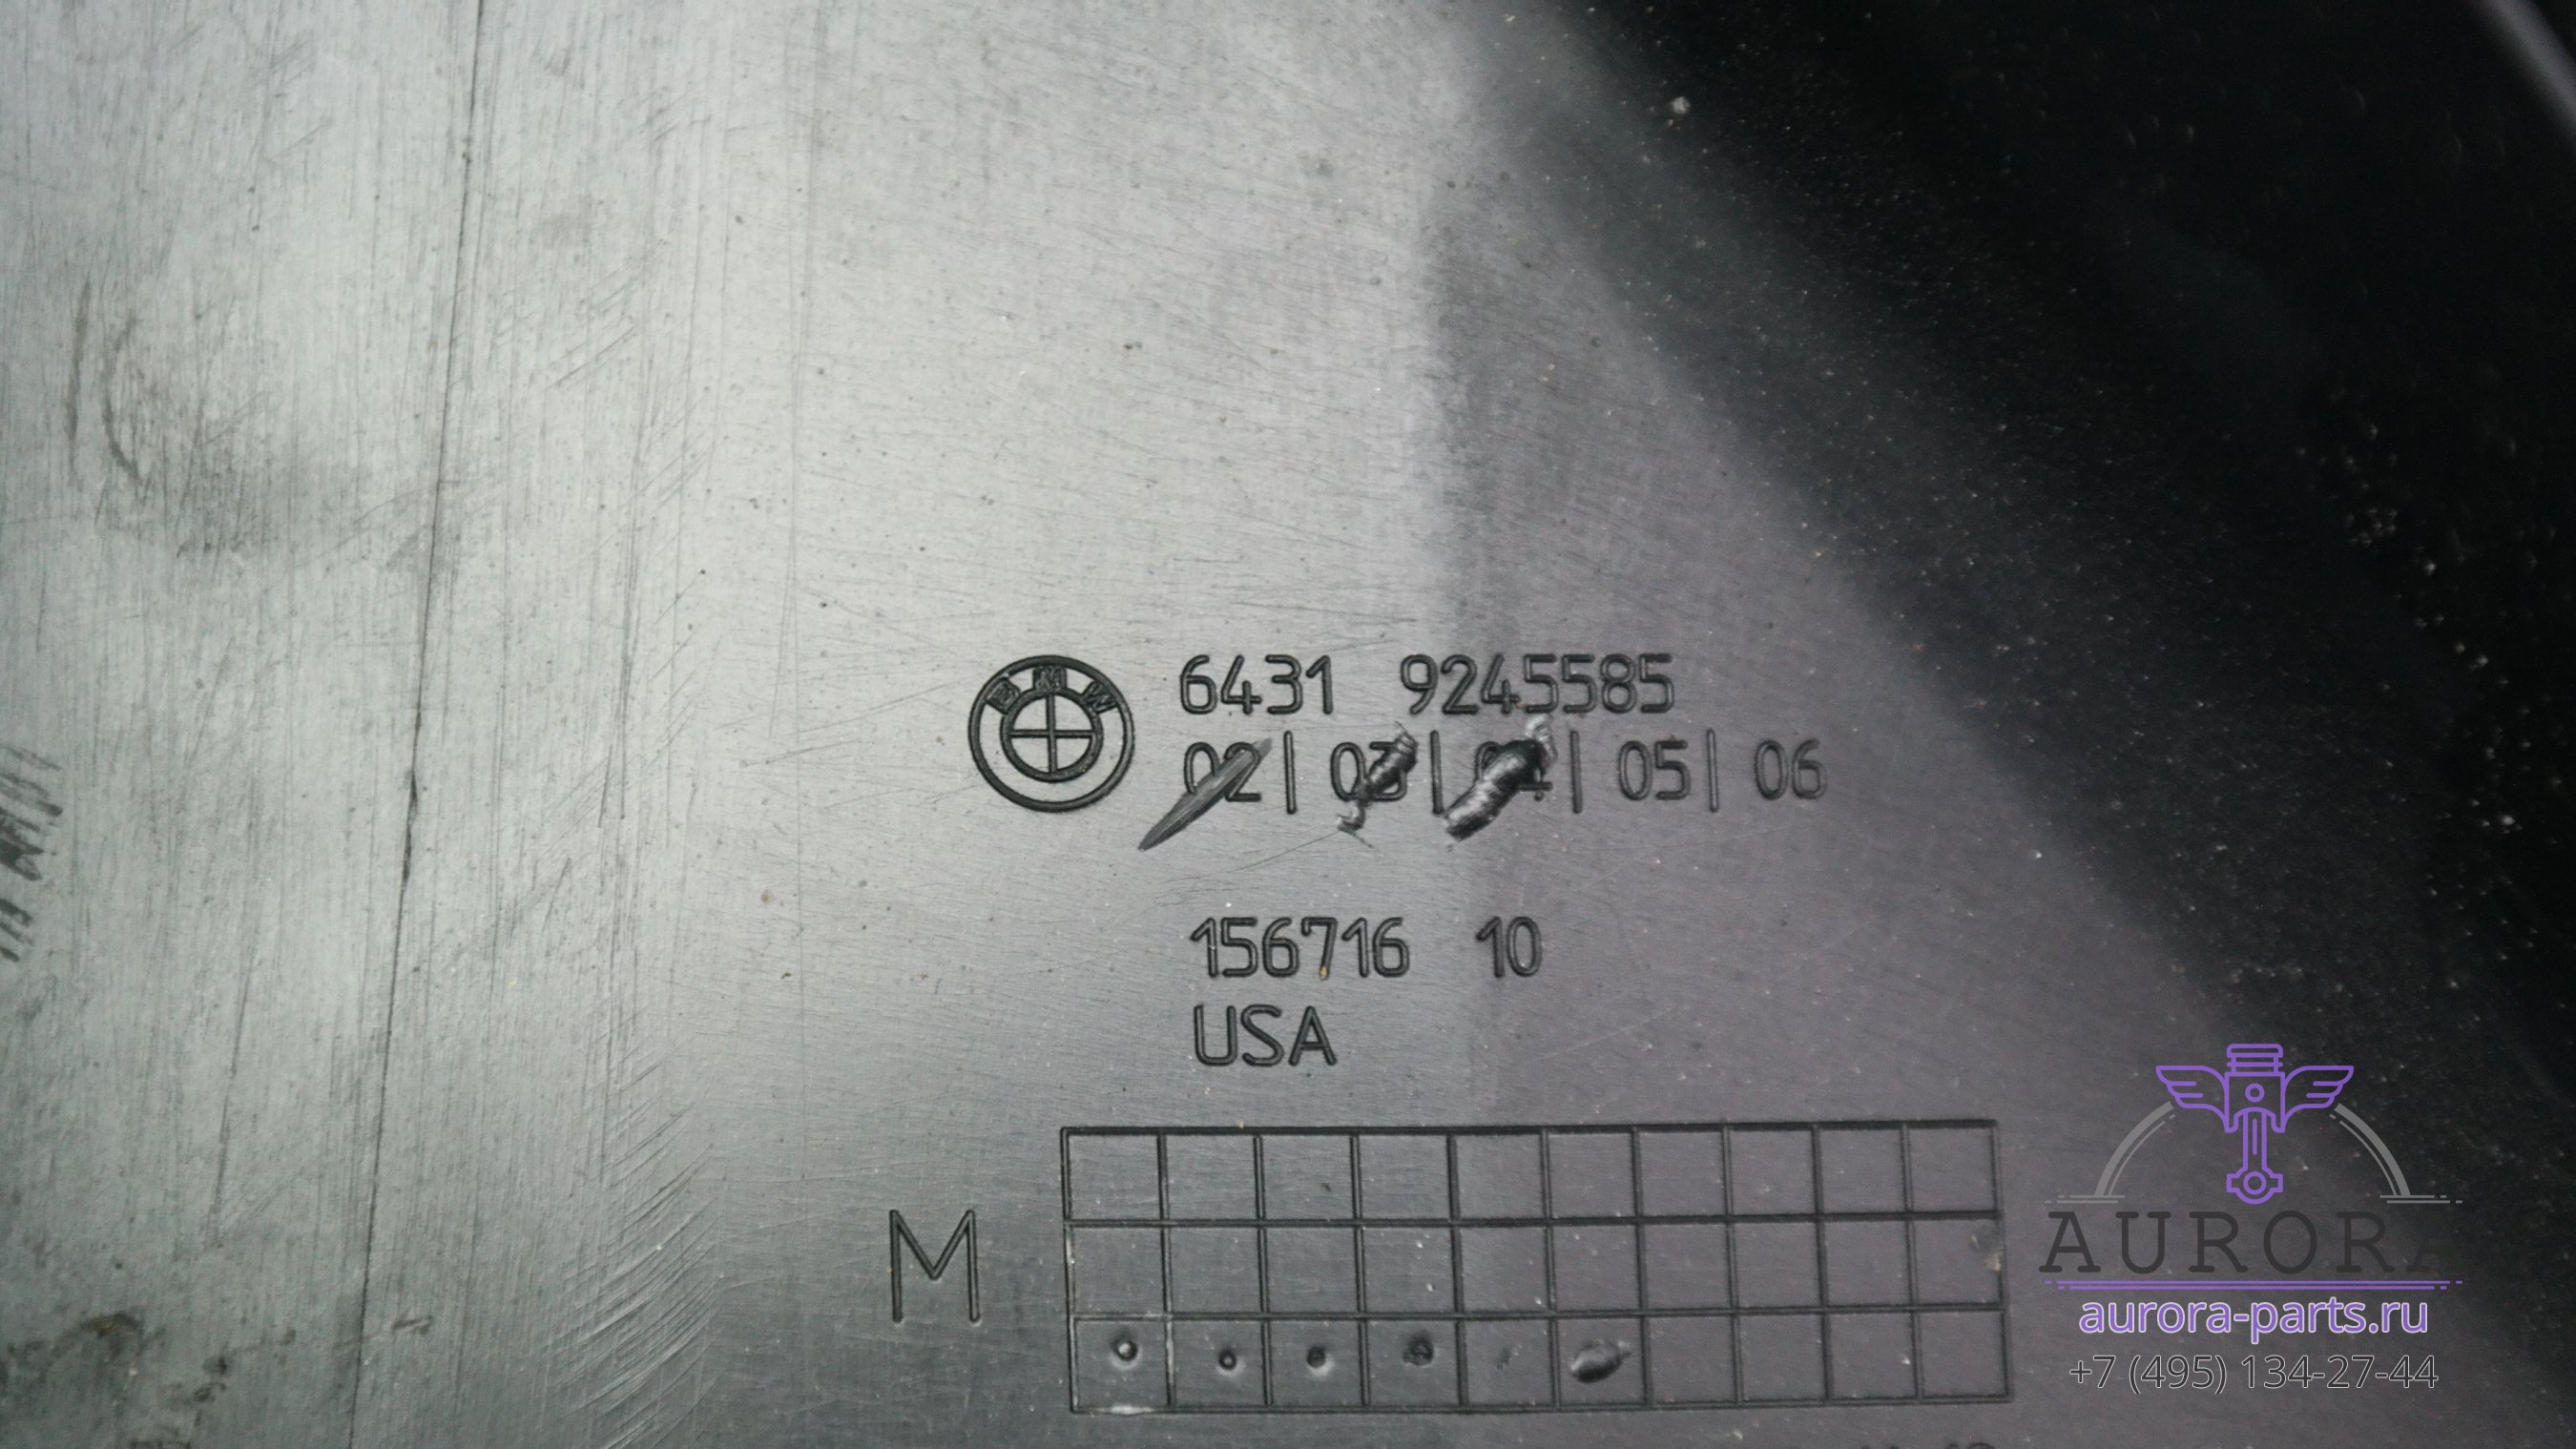 BMW
6431 9245585
02| 03| 04| 05| 06
156716 10
USA
M
AURORA
aurora-parts.ru
+7 (495) 134-27-44